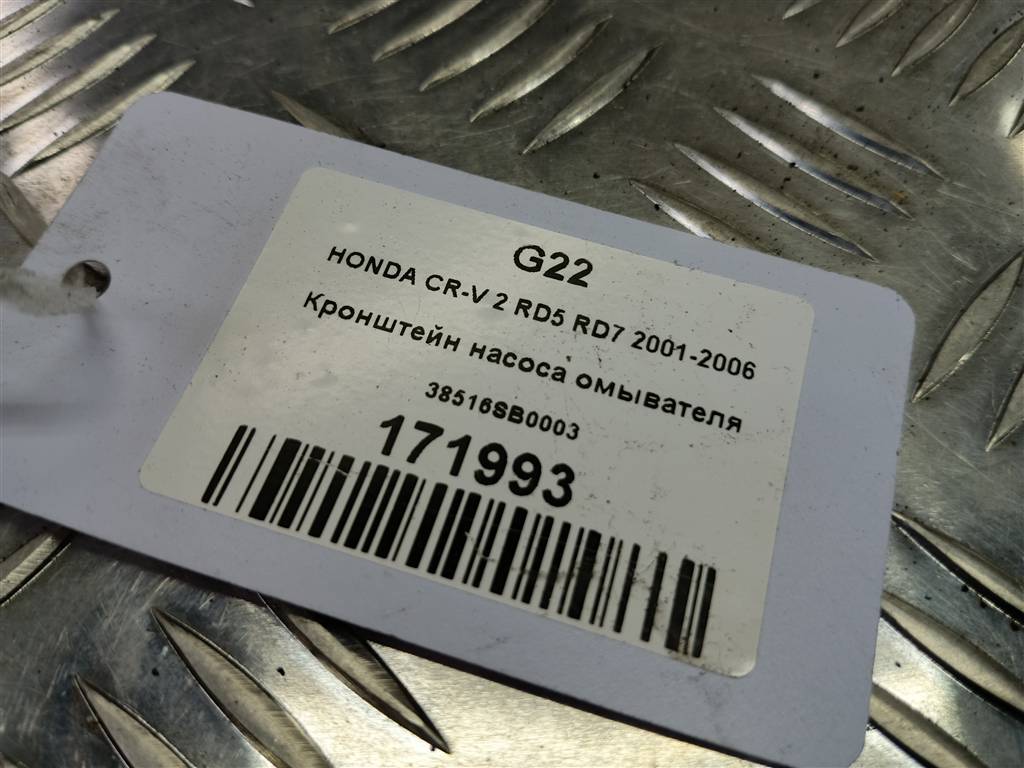 G22
HONDA CR-V 2 RD5 RD7 2001-2006
Кронштейн насоса омывателя
38516SB0003
171993